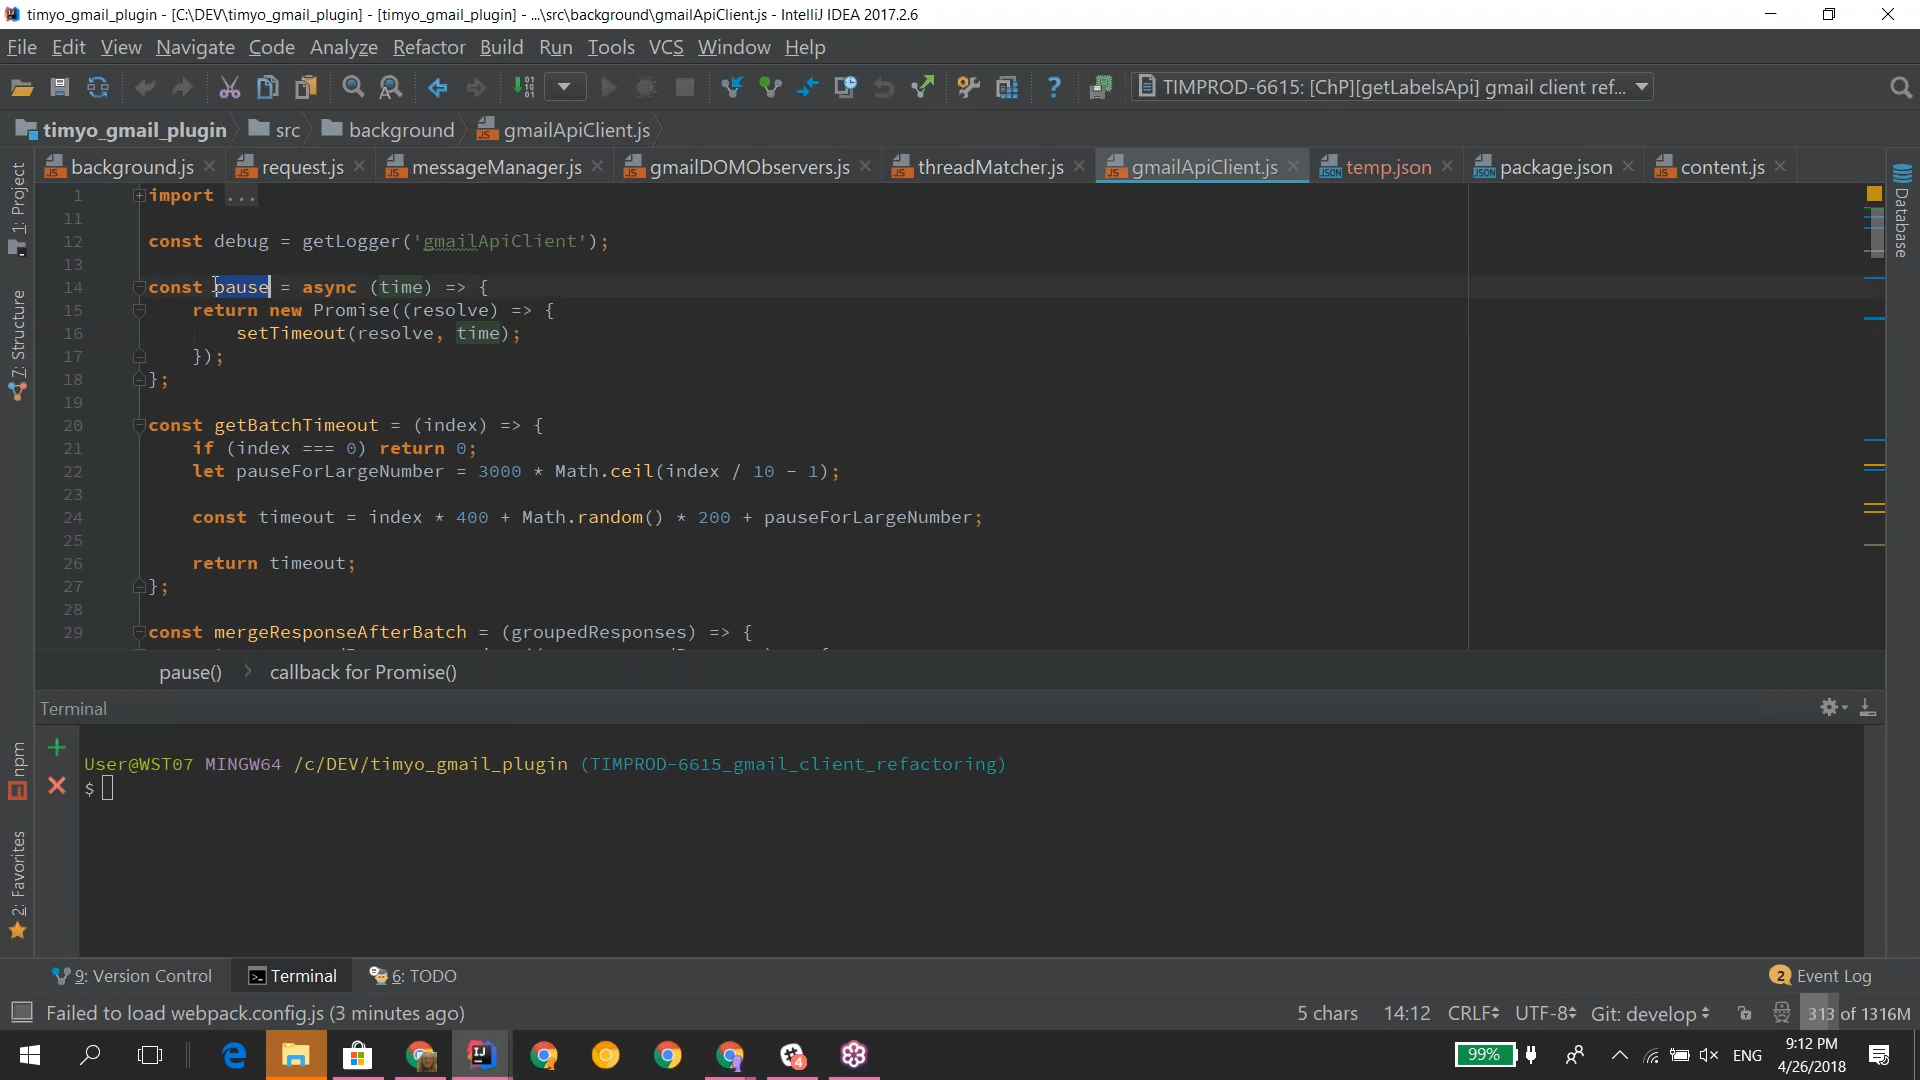 timyo_gmail_plugin - [C:\DEV\timyo_gmail_plugin] - [timyo_gmail_plugin] - ...\src\background\gmailApiClient.js - IntelliJ IDEA 2017.2.6
File Edit View Navigate Code Analyze Refactor Build Run Tools VCS Window Help
TIMPROD-6615: [ChP][getLabelsApi] gmail client ref...
timyo_gmail_plugin src background gmailApiClient.js
background.js request.js messageManager.js gmailDOMObservers.js threadMatcher.js gmailApiClient.js temp.json package.json content.js
1: Project
7: Structure
npm
2: Favorites
Database
1 import ...
11
12 const debug = getLogger('gmailApiClient');
13
14 const pause = async (time) => {
15 return new Promise((resolve) => {
16 setTimeout(resolve, time);
17 });
18 };
19
20 const getBatchTimeout = (index) => {
21 if (index === 0) return 0;
22 let pauseForLargeNumber = 3000 * Math.ceil(index / 10 - 1);
23
24 const timeout = index * 400 + Math.random() * 200 + pauseForLargeNumber;
25
26 return timeout;
27 };
28
29 const mergeResponseAfterBatch = (groupedResponses) => {
pause() callback for Promise()
Terminal
User@WST07 MINGW64 /c/DEV/timyo_gmail_plugin (TIMPROD-6615_gmail_client_refactoring)
$
9: Version Control Terminal 6: TODO 2 Event Log
Failed to load webpack.config.js (3 minutes ago) 5 chars 14:12 CRLF UTF-8 Git: develop 313 of 1316M
99% ENG 9:12 PM
4/26/2018